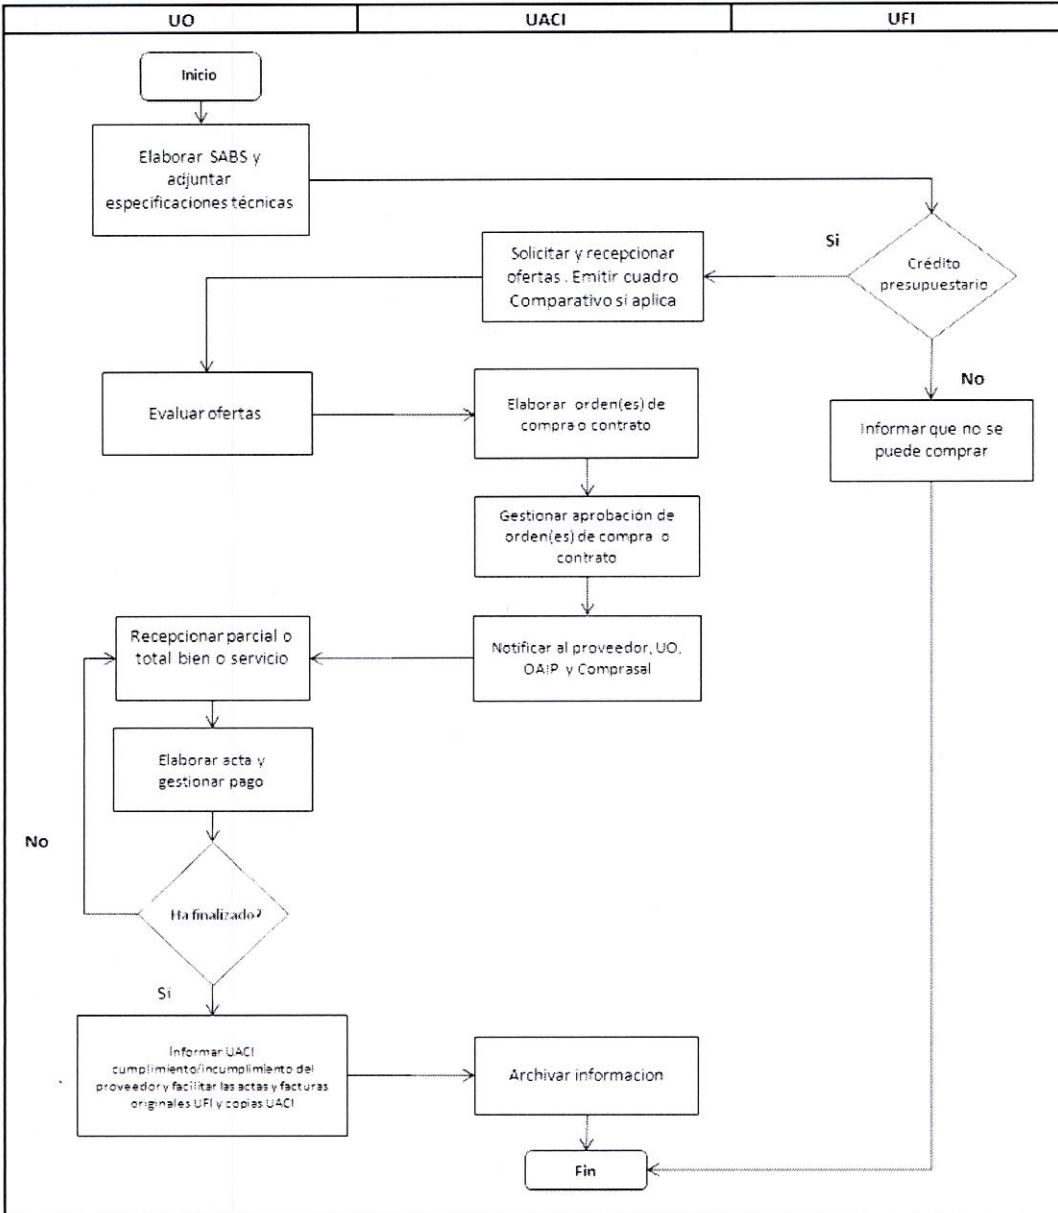 UO
UACI
UFI
Inicio
Elaborar SABS y
adjuntar
especificaciones técnicas
Si
Crédito
presupuestario
Solicitar y recepcionar
ofertas . Emitir cuadro
Comparativo si aplica
No
Evaluar ofertas
Elaborar orden(es) de
compra o contrato
Informar que no se
puede comprar
Gestionar aprobación de
orden(es) de compra o
contrato
Recepcionar parcial o
total bien o servicio
Notificar al proveedor, UO,
OAIP y Comprasal
Elaborar acta y
gestionar pago
No
Ha finalizado?
Si
Informar UACI
cumplimiento/incumplimiento del
proveedor y facilitar las actas y facturas
originales UFI y copias UACI
Archivar informacion
Fin